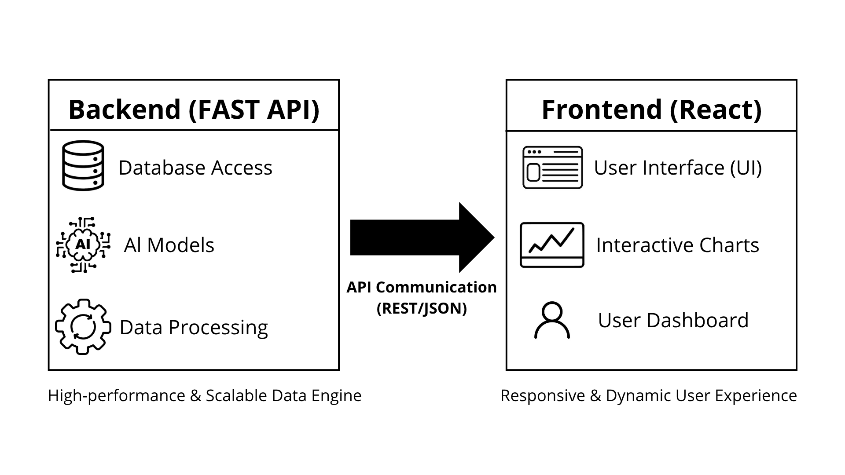 Backend (FAST API)
Database Access
AI
AI Models
Data Processing
High-performance & Scalable Data Engine
API Communication
(REST/JSON)
Frontend (React)
User Interface (UI)
Interactive Charts
User Dashboard
Responsive & Dynamic User Experience